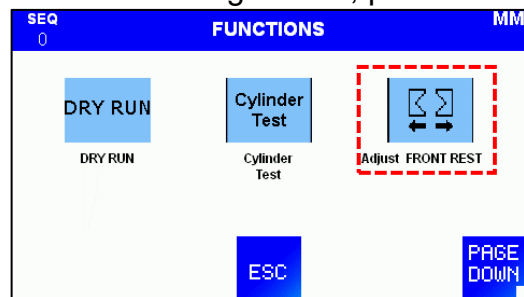 SEQ
0
FUNCTIONS
MM
DRY RUN
Cylinder
Test
DRY RUN
Cylinder
Test
Adjust FRONT REST
ESC
PAGE
DOWN